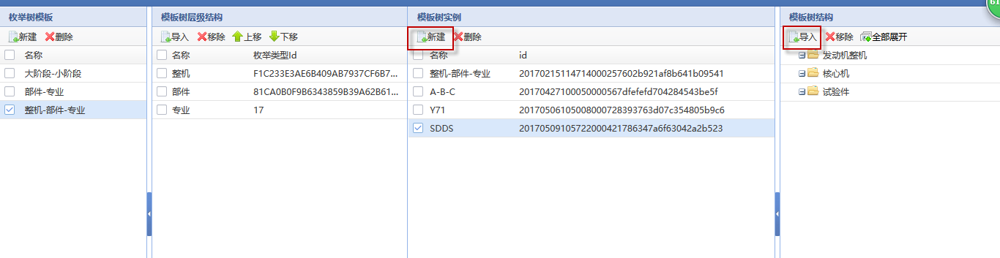 枚举树模板 模板树层级结构 模板树实例 模板树结构
新建 删除 导入 移除 上移 下移 新建 删除 导入 移除 全部展开
名称 名称 枚举类型Id 名称 id 发动机整机
大阶段-小阶段 整机 F1C233E3AE6B409AB7937CF6B7... 整机-部件-专业 20170215114714000257602b921af8b641b09541 核心机
部件-专业 部件 81CA0B0F9B6343859B39A62B61... A-B-C 20170427100050000567dfefefd704284543be5f 试验件
整机-部件-专业 专业 17 Y71 20170506105008000728393763d07c354805b9c6
SDDS 20170509105722000421786347a6f63042a2b523